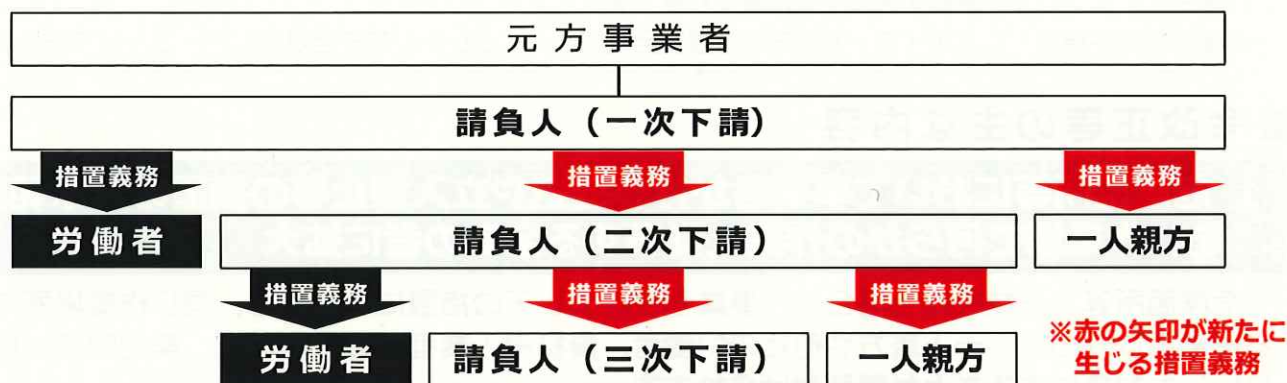 元方事業者
請負人（一次下請）
措置義務 措置義務 措置義務
労働者 請負人（二次下請） 一人親方
措置義務 措置義務 措置義務
労働者 請負人（三次下請） 一人親方
※赤の矢印が新たに
生じる措置義務